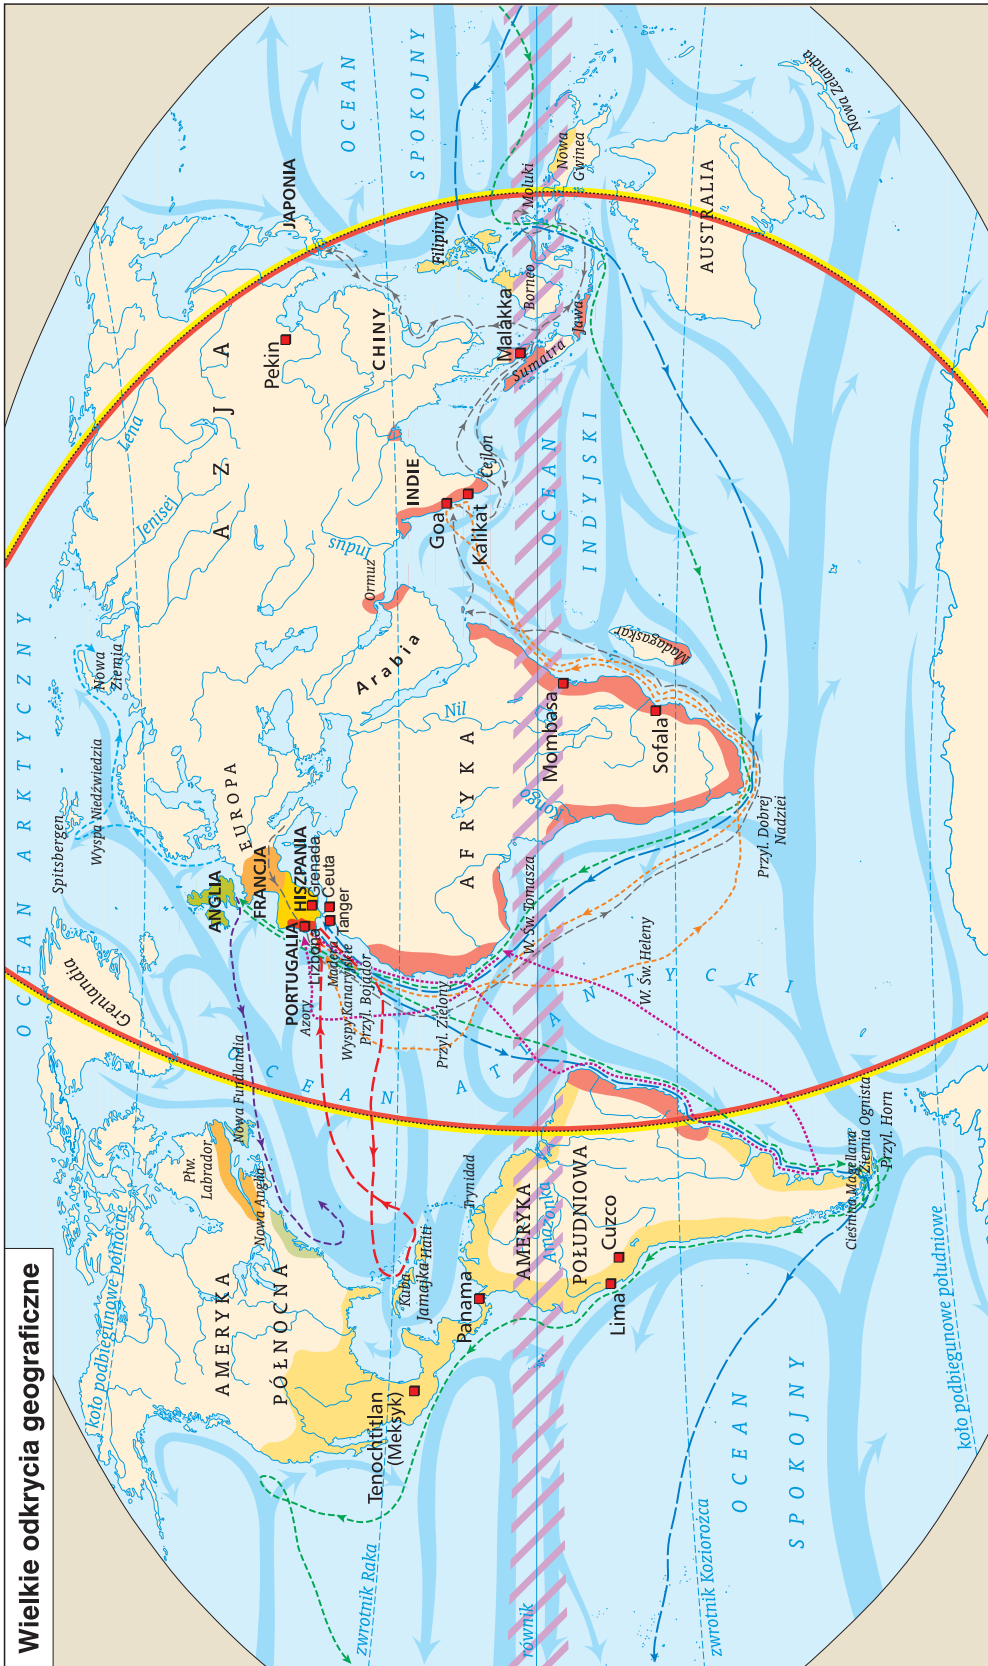 Wielkie odkrycia geograficzne
OCEAN ARKTYCZNY
koło podbiegunowe północne
Grenlandia
Spitsbergen
Wyspa Niedźwiedzia
Nowa
Ziemia
Jenisej
Lena
AMERYKA
PÓŁNOCNA
Płw.
Labrador
Nowa Fundlandia
Nowa Anglia
ANGLIA
EUROPA
FRANCJA
HISZPANIA
PORTUGALIA
Lizbona
Grenada
Ceuta
Tanger
Azory
Madera
Wyspy Kanaryjskie
Przyl. Bojador
Przyl. Zielony
AZJA
Pekin
JAPONIA
CHINY
INDIE
Indus
Ormuz
Arabia
Goa
Kalikat
Cejlon
OCEAN
SPOKOJNY
Filipiny
Moluki
Borneo
Malakka
Sumatra
Jawa
Nowa
Gwinea
zwrotnik Raka
Tenochtitlan
(Meksyk)
Kuba
Jamajka
Haiti
Trynidad
Panama
OCEAN ATLANTYCKI
AFRYKA
Nil
Kongo
Mombasa
Sofala
Madagaskar
W. Św. Tomasza
W. Św. Heleny
Przyl. Dobrej
Nadziei
OCEAN
INDYJSKI
AUSTRALIA
Nowa Zelandia
równik
AMERYKA
POŁUDNIOWA
Amazonka
Lima
Cuzco
zwrotnik Koziorożca
OCEAN
SPOKOJNY
Cieśnina Magellana
Ziemia Ognista
Przyl. Horn
koło podbiegunowe południowe